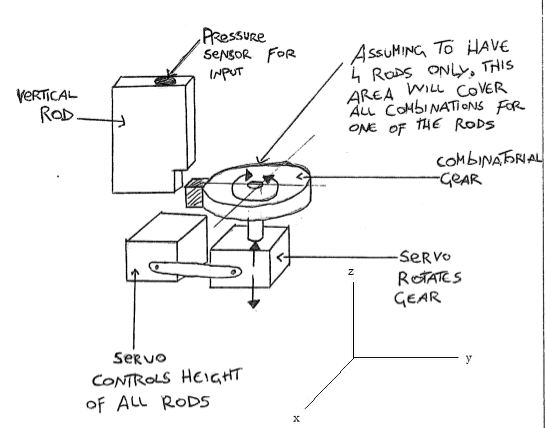 PRESSURE
SENSOR FOR
INPUT
ASSUMING TO HAVE
4 RODS ONLY, THIS
AREA WILL COVER
ALL COMBINATIONS FOR
ONE OF THE RODS
VERTICAL
ROD
COMBINATORIAL
GEAR
SERVO
ROTATES
GEAR
z
y
x
SERVO
CONTROLS HEIGHT
OF ALL RODS